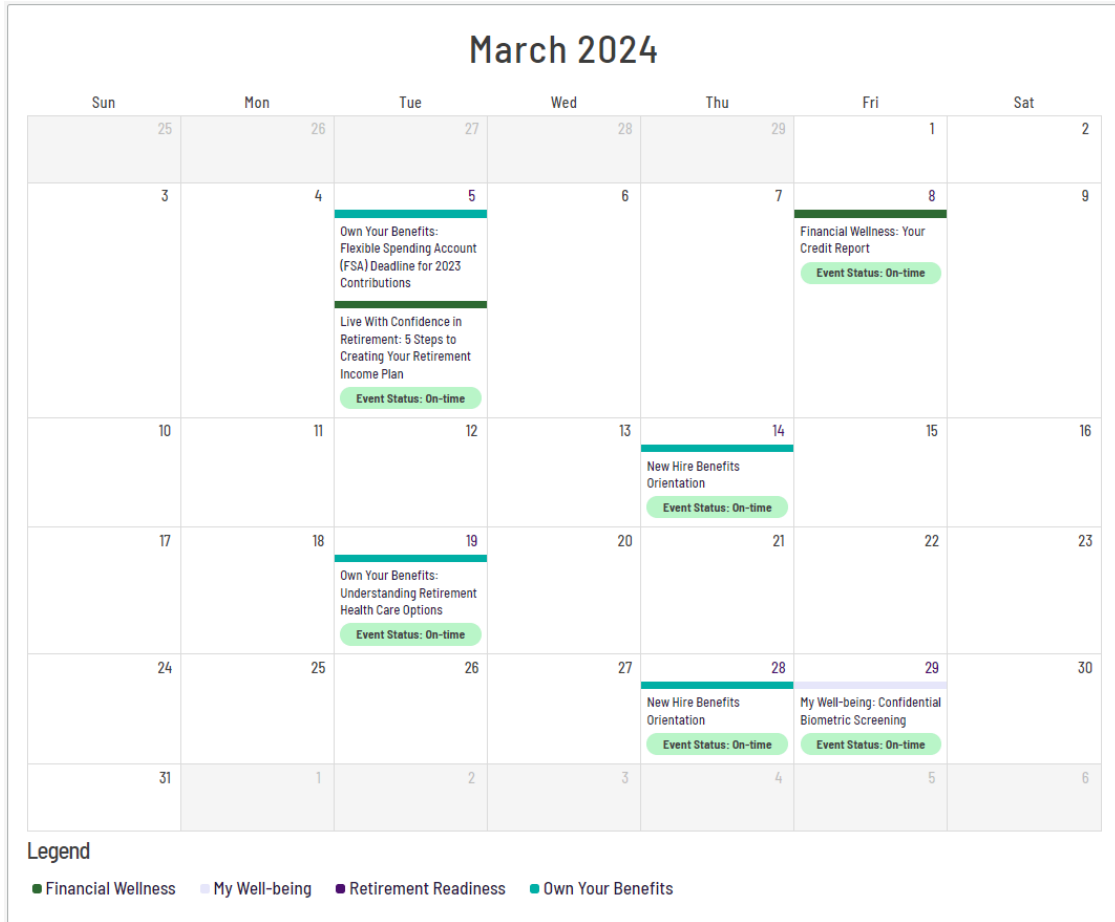 March 2024
Sun Mon Tue Wed Thu Fri Sat
25 26 27 28 29 1 2
3 4 5 6 7 8 9
Own Your Benefits:
Flexible Spending Account
(FSA) Deadline for 2023
Contributions
Live With Confidence in
Retirement: 5 Steps to
Creating Your Retirement
Income Plan
Event Status: On-time
Financial Wellness: Your
Credit Report
Event Status: On-time
10 11 12 13 14 15 16
New Hire Benefits
Orientation
Event Status: On-time
17 18 19 20 21 22 23
Own Your Benefits:
Understanding Retirement
Health Care Options
Event Status: On-time
24 25 26 27 28 29 30
New Hire Benefits
Orientation
Event Status: On-time
My Well-being: Confidential
Biometric Screening
Event Status: On-time
31 1 2 3 4 5 6
Legend
Financial Wellness My Well-being Retirement Readiness Own Your Benefits